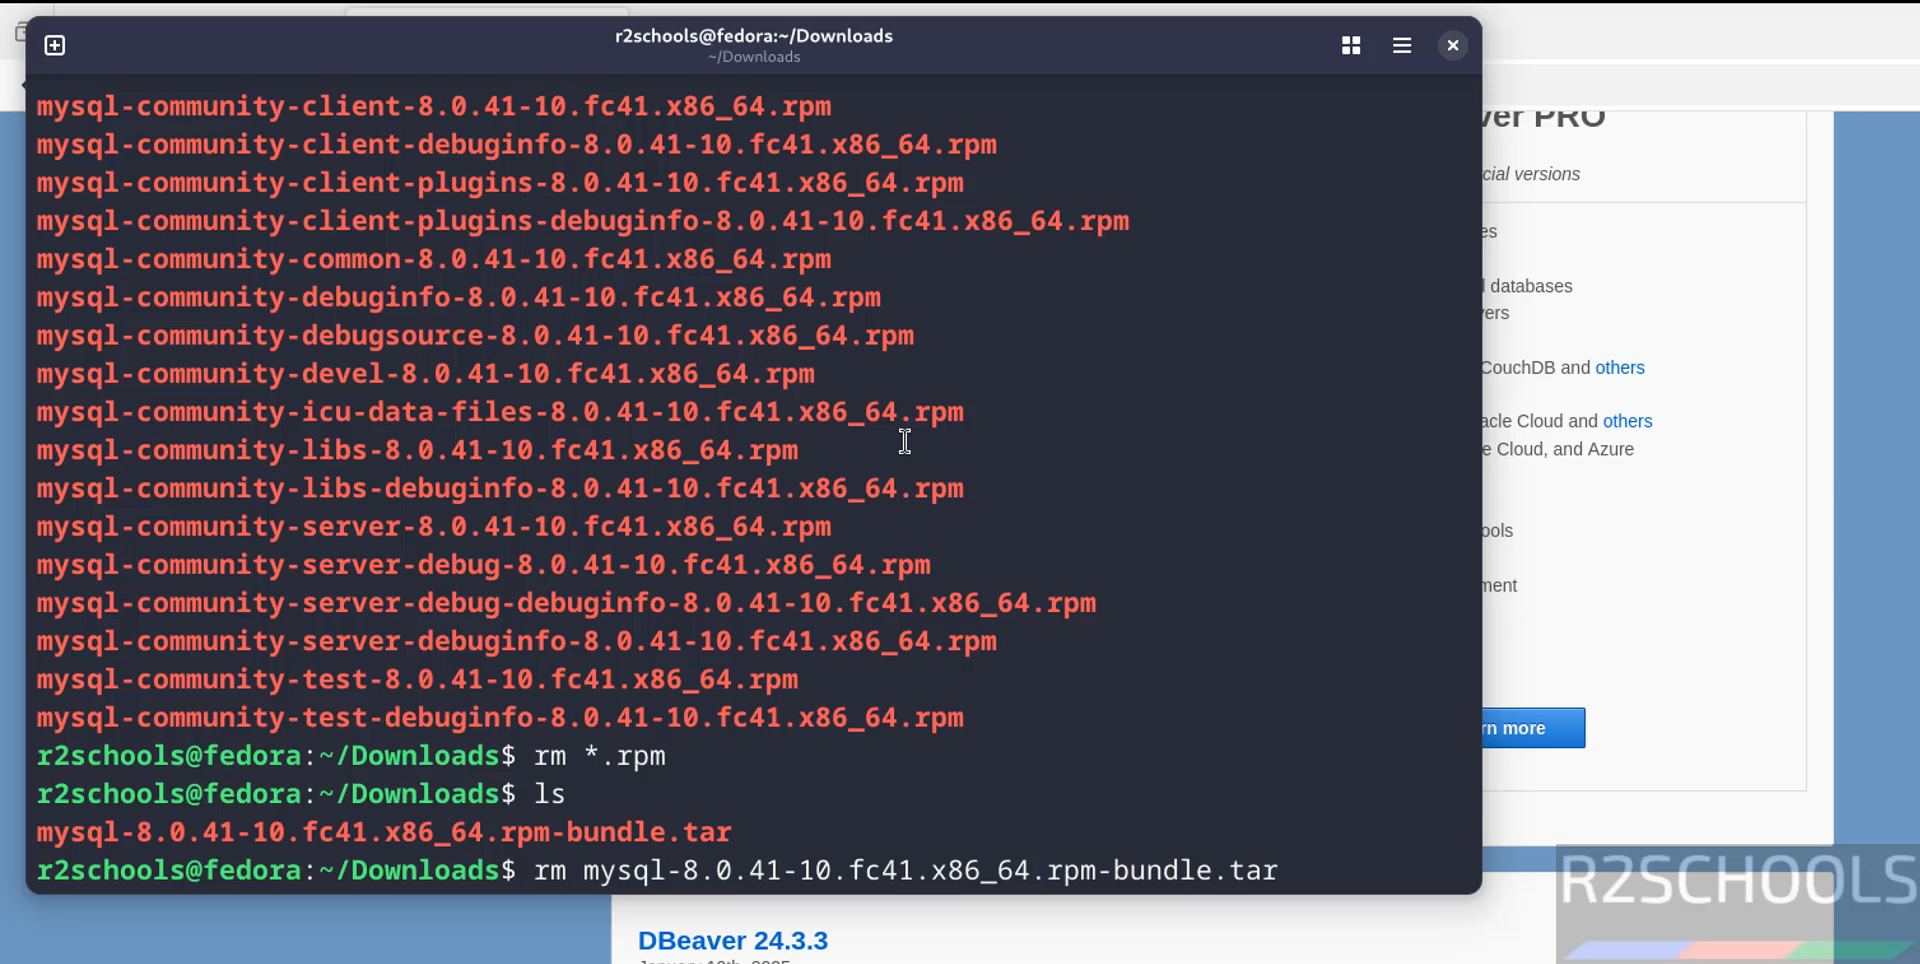 r2schools@fedora:~/Downloads
~/Downloads
mysql-community-client-8.0.41-10.fc41.x86_64.rpm
mysql-community-client-debuginfo-8.0.41-10.fc41.x86_64.rpm
mysql-community-client-plugins-8.0.41-10.fc41.x86_64.rpm
mysql-community-client-plugins-debuginfo-8.0.41-10.fc41.x86_64.rpm
mysql-community-common-8.0.41-10.fc41.x86_64.rpm
mysql-community-debuginfo-8.0.41-10.fc41.x86_64.rpm
mysql-community-debugsource-8.0.41-10.fc41.x86_64.rpm
mysql-community-devel-8.0.41-10.fc41.x86_64.rpm
mysql-community-icu-data-files-8.0.41-10.fc41.x86_64.rpm
mysql-community-libs-8.0.41-10.fc41.x86_64.rpm
mysql-community-libs-debuginfo-8.0.41-10.fc41.x86_64.rpm
mysql-community-server-8.0.41-10.fc41.x86_64.rpm
mysql-community-server-debug-8.0.41-10.fc41.x86_64.rpm
mysql-community-server-debug-debuginfo-8.0.41-10.fc41.x86_64.rpm
mysql-community-server-debuginfo-8.0.41-10.fc41.x86_64.rpm
mysql-community-test-8.0.41-10.fc41.x86_64.rpm
mysql-community-test-debuginfo-8.0.41-10.fc41.x86_64.rpm
r2schools@fedora:~/Downloads$ rm *.rpm
r2schools@fedora:~/Downloads$ ls
mysql-8.0.41-10.fc41.x86_64.rpm-bundle.tar
r2schools@fedora:~/Downloads$ rm mysql-8.0.41-10.fc41.x86_64.rpm-bundle.tar
ver PRO
cial versions
es
databases
vers
CouchDB and others
acle Cloud and others
e Cloud, and Azure
ools
ment
rn more
R2SCHOOLS
DBeaver 24.3.3